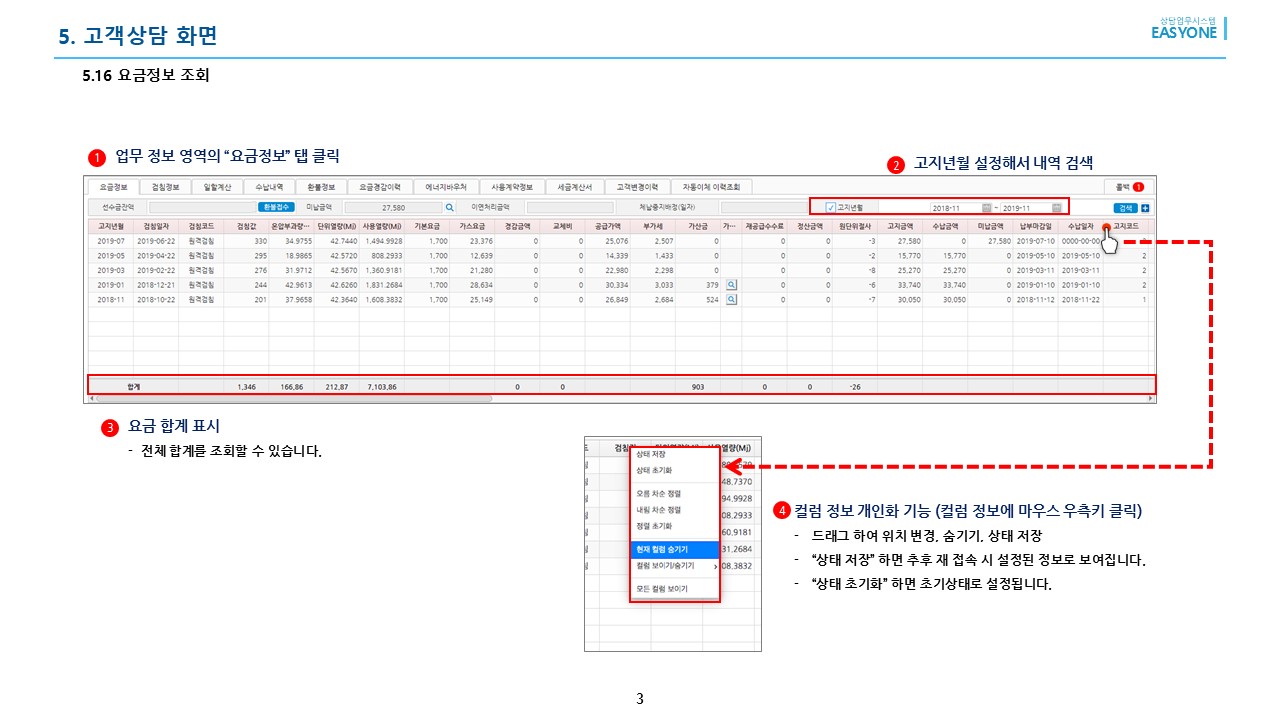 5. 고객상담 화면
상담업무시스템
EASYONE
5.16 요금정보 조회
1 업무 정보 영역의 “요금정보” 탭 클릭
2 고지년월 설정해서 내역 검색
요금정보 검침정보 일할계산 수납내역 환불정보 요금경감이력 에너지바우처 사용계약정보 세금계산서 고객변경이력 자동이체 이력조회 콜백 1
선수금잔액 환불접수 미납금액 27,580 이면처리금액 체납중지배정(일자) 고지년월 2018-11 ~ 2019-11 검색
고지년월 검침일자 검침코드 검침값 온압부과량… 단위열량(Mj) 사용열량(Mj) 기본요금 가스요금 경감금액 교체비 공급가액 부가세 가산금 가… 재공급수수료 정산금액 원단위절사 고지금액 수납금액 미납금액 납부마감일 수납일자 고지코드
2019-07 2019-06-22 원격검침 330 34.9755 42.7440 1,494.9928 1,700 23,376 0 0 25,076 2,507 0 0 0 -3 27,580 0 27,580 2019-07-10 0000-00-00
2019-05 2019-04-22 원격검침 295 18.9865 42.5720 808.2933 1,700 12,639 0 0 14,339 1,433 0 0 0 -2 15,770 15,770 0 2019-05-10 2019-05-10 2
2019-03 2019-02-22 원격검침 276 31.9712 42.5670 1,360.9181 1,700 21,280 0 0 22,980 2,298 0 0 0 -8 25,270 25,270 0 2019-03-11 2019-03-11 2
2019-01 2018-12-21 원격검침 244 42.9613 42.6260 1,831.2684 1,700 28,634 0 0 30,334 3,033 379 0 0 -6 33,740 33,740 0 2019-01-10 2019-01-10 2
2018-11 2018-10-22 원격검침 201 37.9658 42.3640 1,608.3832 1,700 25,149 0 0 26,849 2,684 524 0 0 -7 30,050 30,050 0 2018-11-12 2018-11-22 1
합계 1,346 166.86 212.87 7,103.86 0 0 903 0 0 -26
3 요금 합계 표시
- 전체 합계를 조회할 수 있습니다.
검침 열량(Mj)
상태 저장
상태 초기화
48.7370
오름 차순 정렬
94.9928
내림 차순 정렬
08.2933
정렬 초기화
60.9181
현재 컬럼 숨기기
31.2684
컬럼 보이기/숨기기 ›
08.3832
모든 컬럼 보이기
4 컬럼 정보 개인화 기능 (컬럼 정보에 마우스 우측키 클릭)
- 드래그 하여 위치 변경, 숨기기, 상태 저장
- “상태 저장” 하면 추후 재 접속 시 설정된 정보로 보여집니다.
- “상태 초기화” 하면 초기상태로 설정됩니다.
3